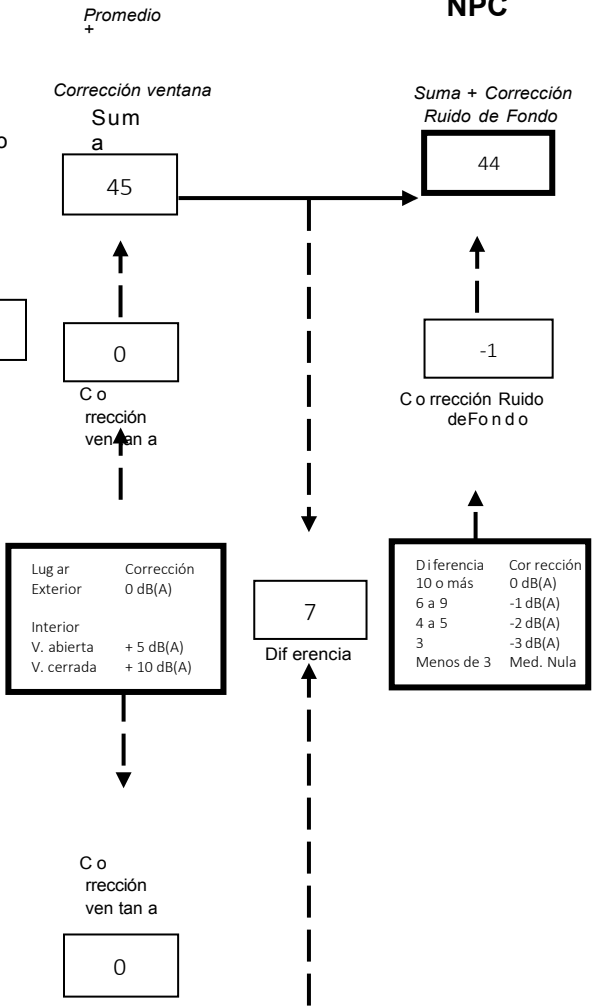 Promedio
+
NPC
Corrección ventana
Sum
a
o
45
Suma + Corrección
Ruido de Fondo
44
0
C o
rrección
ven tan a
-1
C o rrección Ruido
deFo n d o
Lug ar Corrección
Exterior 0 dB(A)
Interior
V. abierta + 5 dB(A)
V. cerrada + 10 dB(A)
7
Dif erencia
D i ferencia Cor rección
10 o más 0 dB(A)
6 a 9 -1 dB(A)
4 a 5 -2 dB(A)
3 -3 dB(A)
Menos de 3 Med. Nula
C o
rrección
ven tan a
0